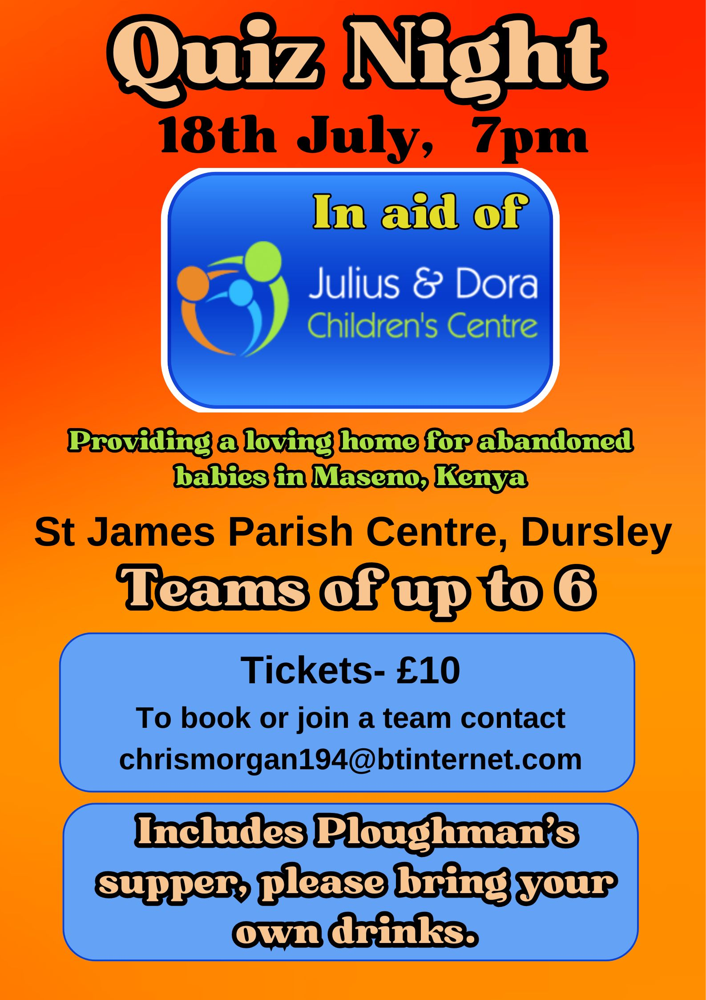 Quiz Night
18th July, 7pm
In aid of
Julius & Dora
Children's Centre
Providing a loving home for abandoned
babies in Maseno, Kenya
St James Parish Centre, Dursley
Teams of up to 6
Tickets- £10
To book or join a team contact
chrismorgan194@btinternet.com
Includes Ploughman’s
supper, please bring your
own drinks.